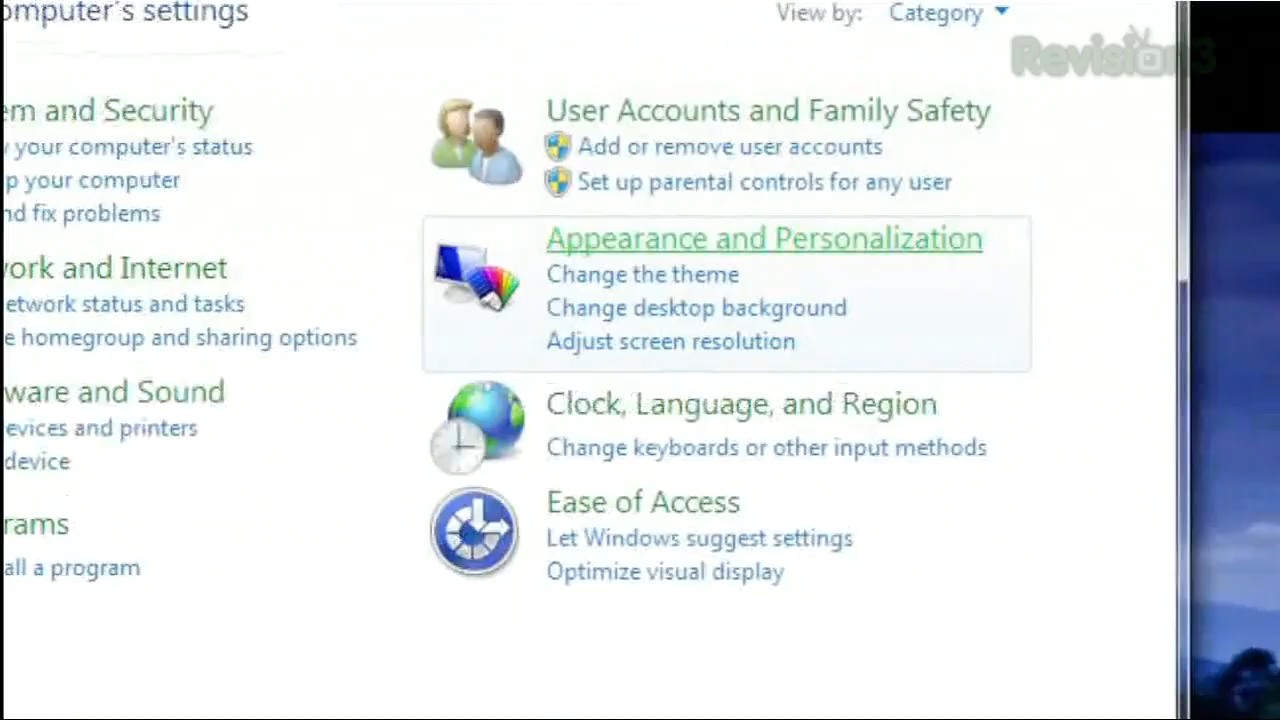 omputer's settings
View by: Category
Revision3
em and Security
your computer's status
p your computer
nd fix problems
work and Internet
etwork status and tasks
e homegroup and sharing options
ware and Sound
evices and printers
device
rams
all a program
User Accounts and Family Safety
Add or remove user accounts
Set up parental controls for any user
Appearance and Personalization
Change the theme
Change desktop background
Adjust screen resolution
Clock, Language, and Region
Change keyboards or other input methods
Ease of Access
Let Windows suggest settings
Optimize visual display